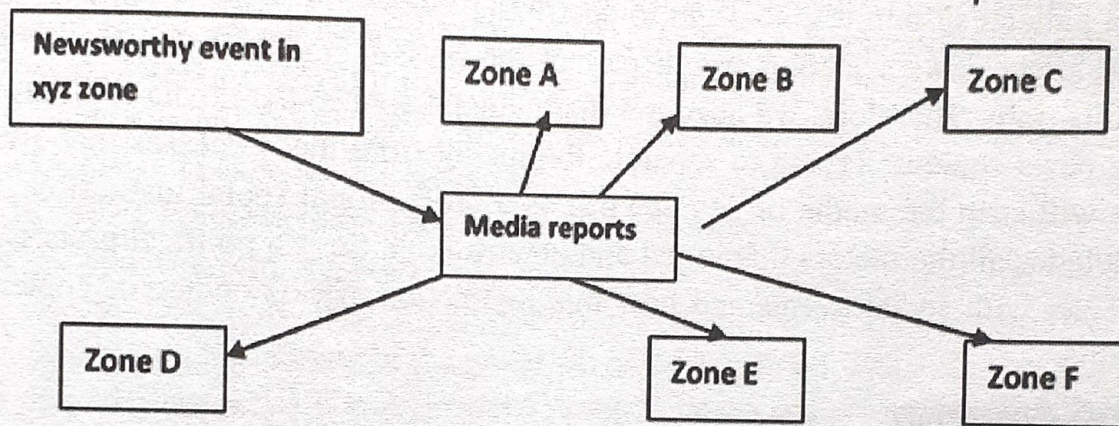 Newsworthy event in
xyz zone
Zone A
Zone B
Zone C
Media reports
Zone D
Zone E
Zone F